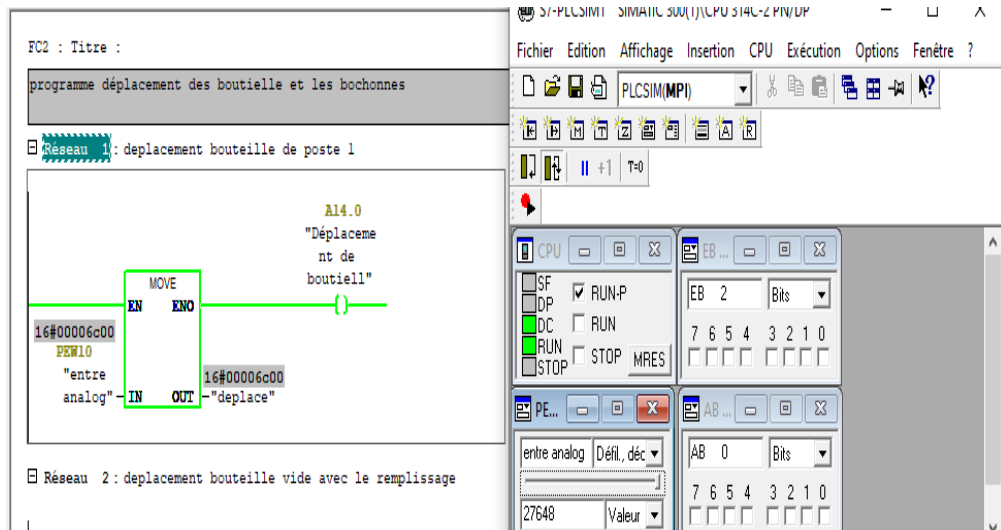 FC2 : Titre :
programme déplacement des boutielle et les bochonnes
Réseau 1 : deplacement bouteille de poste 1
A14.0
"Déplaceme
nt de
boutiell"
MOVE
EN ENO
16#00006c00
PEW10
"entre
analog"
IN OUT
16#00006c00
"deplace"
Réseau 2 : deplacement bouteille vide avec le remplissage
S7-PLCSIM1 SIMATIC 300(1)\CPU 314C-2 PN/DP
Fichier Edition Affichage Insertion CPU Exécution Options Fenêtre ?
PLCSIM(MPI)
E A M T Z A R
+1 T=0
CPU
SF
DP
DC
RUN
STOP
RUN-P
RUN
STOP MRES
EB ...
EB 2 Bits
7 6 5 4 3 2 1 0
PE...
entre analog Défil., déc
27648 Valeur
AB ...
AB 0 Bits
7 6 5 4 3 2 1 0